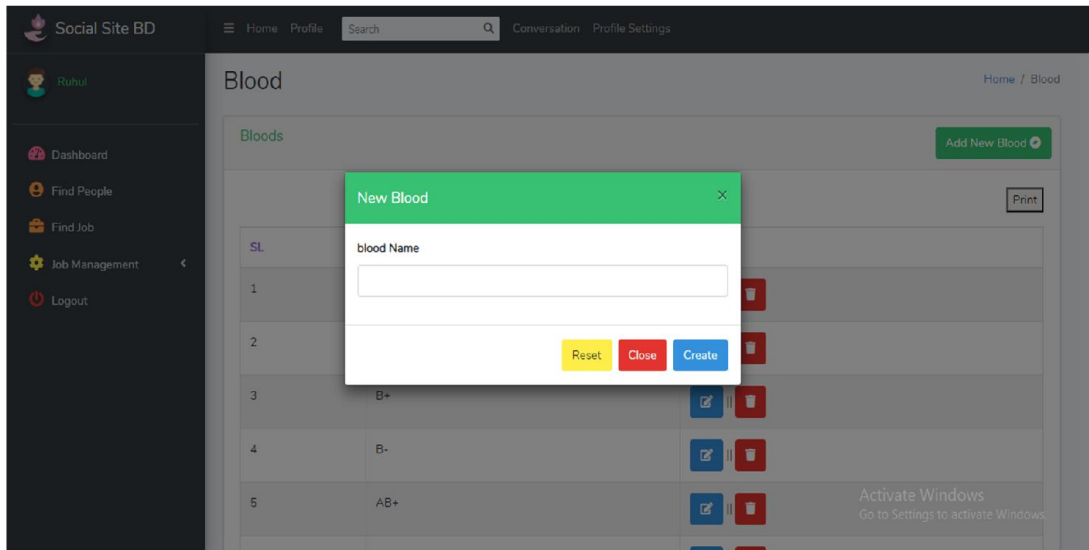 Social Site BD
Home Profile Search Conversation Profile Settings
Ruhul
Blood
Home / Blood
Dashboard
Find People
Find Job
Job Management
Logout
Bloods
Add New Blood
Print
New Blood ×
blood Name
Reset Close Create
SL
1
2
3 B+ ||
4 B- ||
5 AB+ ||
Activate Windows
Go to Settings to activate Windows.